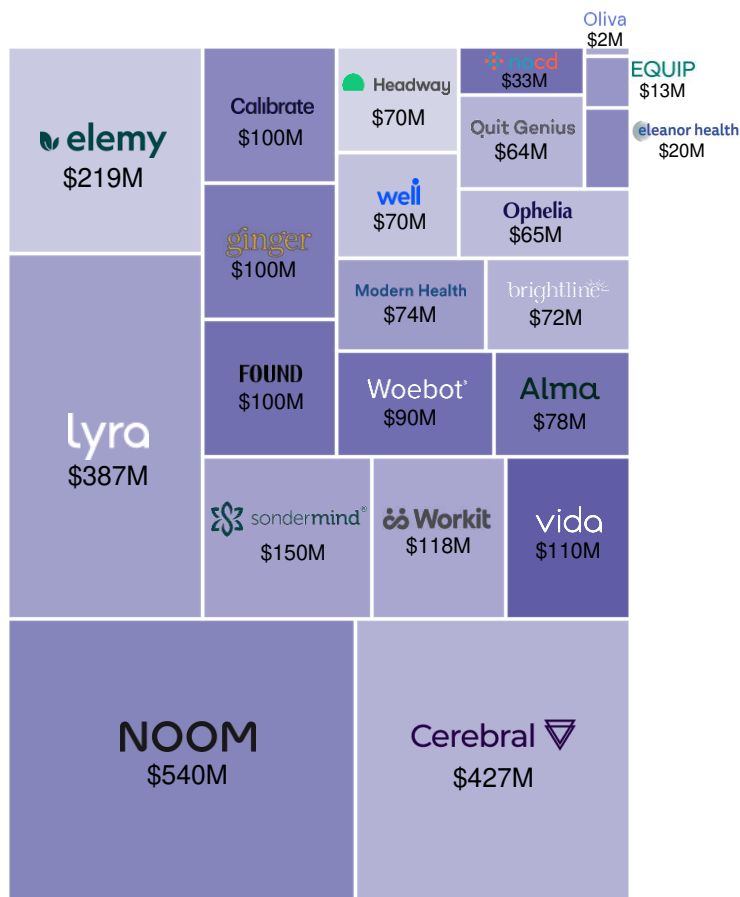 Oliva
$2M
elemy
$219M
Calibrate
$100M
Headway
$70M
nocd
$33M
EQUIP
$13M
Quit Genius
$64M
eleanor health
$20M
ginger
$100M
well
$70M
Ophelia
$65M
Modern Health
$74M
brightline
$72M
lyra
$387M
FOUND
$100M
Woebot®
$90M
Alma
$78M
sondermind®
$150M
Workit
$118M
vida
$110M
NOOM
$540M
Cerebral
$427M